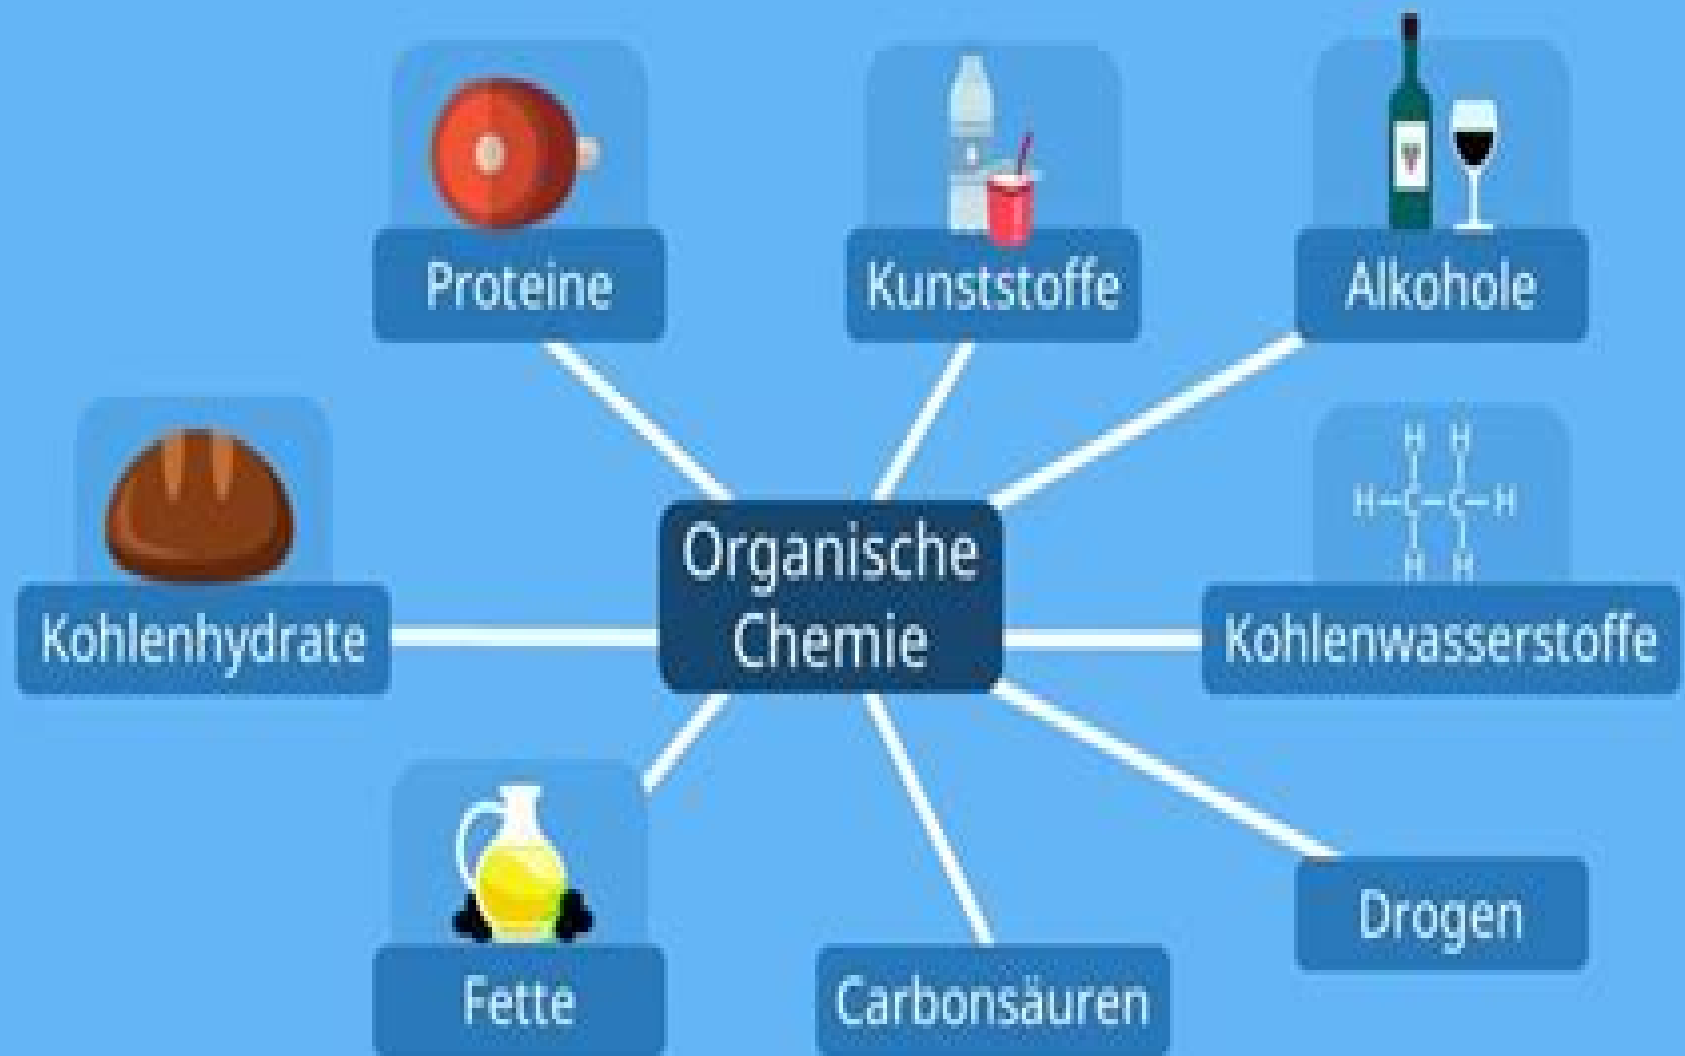 Proteine
Kunststoffe
Alkohole
H H
H-C-C-H
H H
Kohlenhydrate
Organische
Chemie
Kohlenwasserstoffe
Drogen
Fette
Carbonsäuren